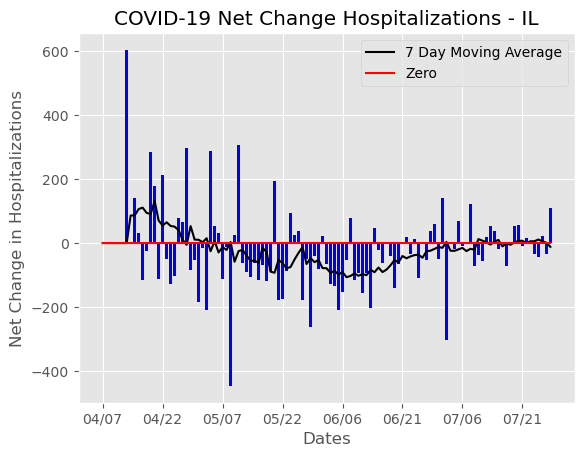 COVID-19 Net Change Hospitalizations - IL
7 Day Moving Average
Zero
Net Change in Hospitalizations
600
400
200
0
−200
−400
04/07 04/22 05/07 05/22 06/06 06/21 07/06 07/21
Dates